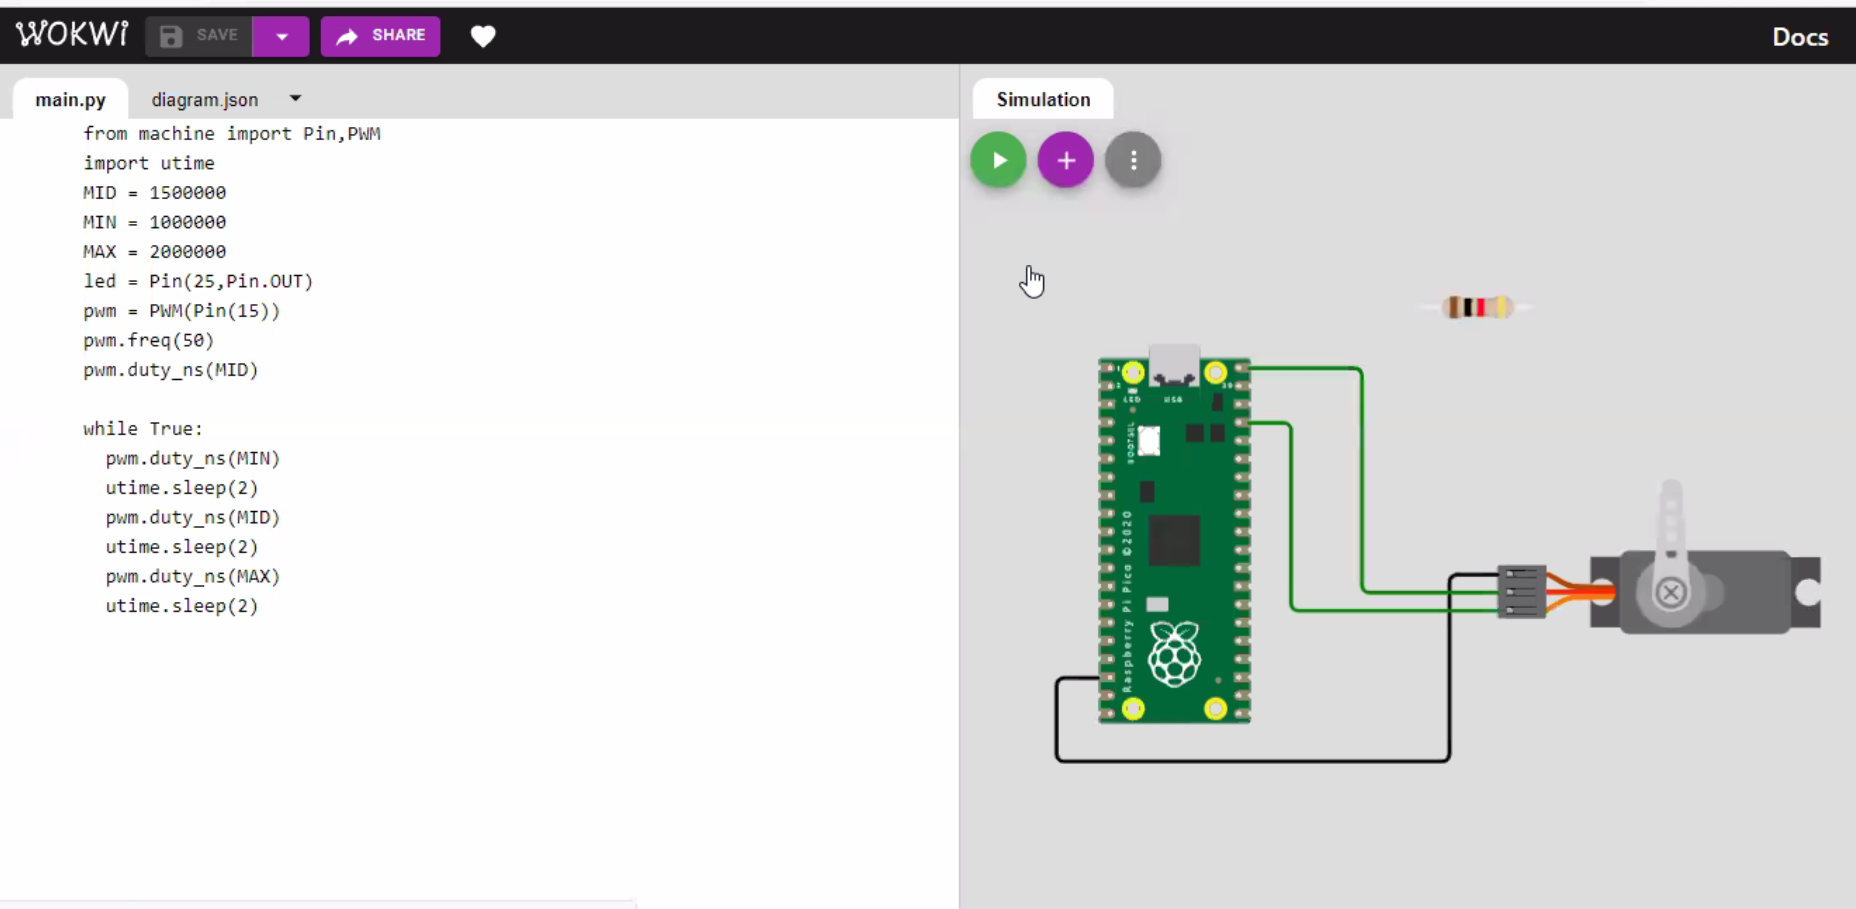 WOKWi SAVE SHARE Docs
main.py diagram.json Simulation
from machine import Pin,PWM
import utime
MID = 1500000
MIN = 1000000
MAX = 2000000
led = Pin(25,Pin.OUT)
pwm = PWM(Pin(15))
pwm.freq(50)
pwm.duty_ns(MID)
while True:
pwm.duty_ns(MIN)
utime.sleep(2)
pwm.duty_ns(MID)
utime.sleep(2)
pwm.duty_ns(MAX)
utime.sleep(2)
1
2
39
LED USB
BOOTSEL
Raspberry Pi Pico ©2020